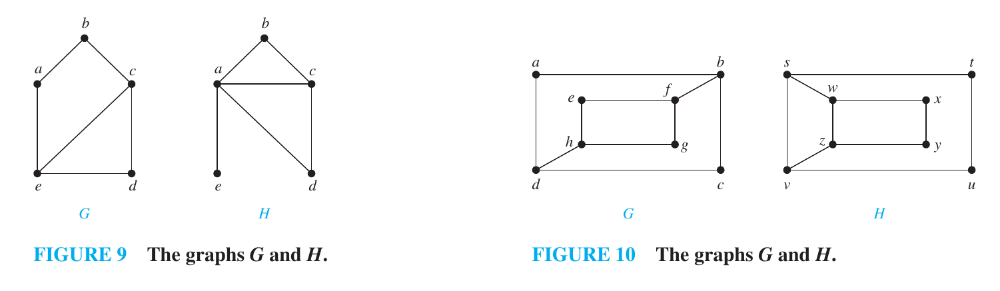 b
a
c
e
d
G
b
a
c
e
d
H
FIGURE 9 The graphs G and H.
a
b
e
f
h
g
d
c
G
s
t
w
x
z
y
v
u
H
FIGURE 10 The graphs G and H.